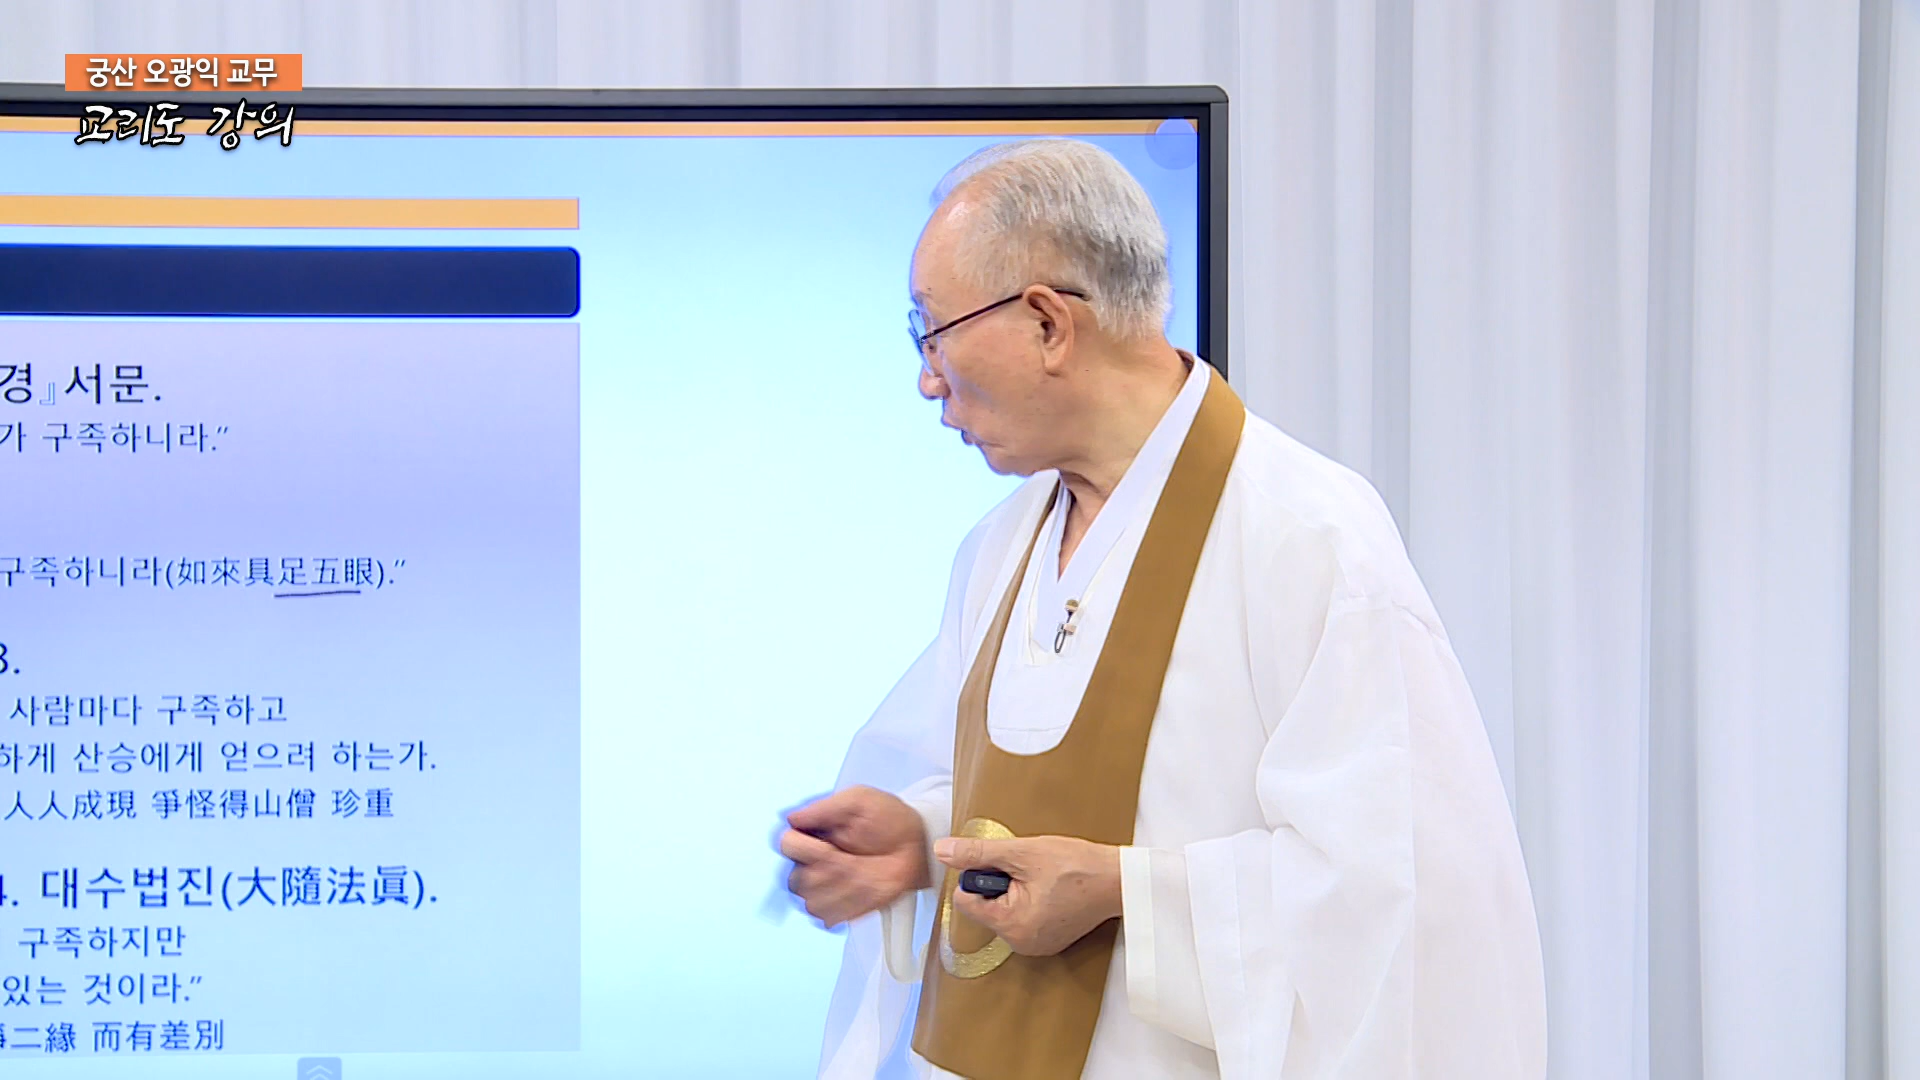 궁산 오광익 교무
교리도 강의
경』서문.
가 구족하니라.”
구족하니라(如來具足五眼).”
3.
사람마다 구족하고
하게 산승에게 얻으려 하는가.
人人成現 爭怪得山僧 珍重
4. 대수법진(大隨法眞).
구족하지만
있는 것이라.”
二緣 而有差別